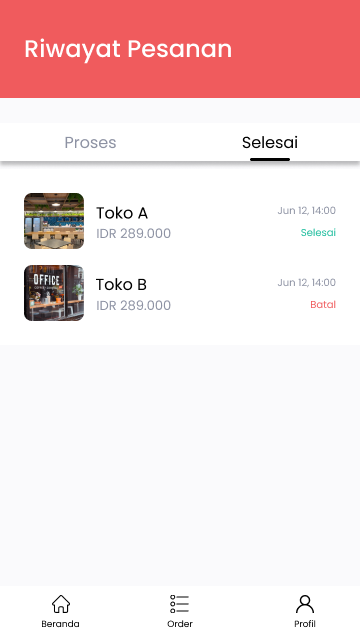 Riwayat Pesanan
Proses
Selesai
Toko A
Jun 12, 14:00
IDR 289.000
Selesai
OFFICE
Toko B
Jun 12, 14:00
IDR 289.000
Batal
Beranda
Order
Profil